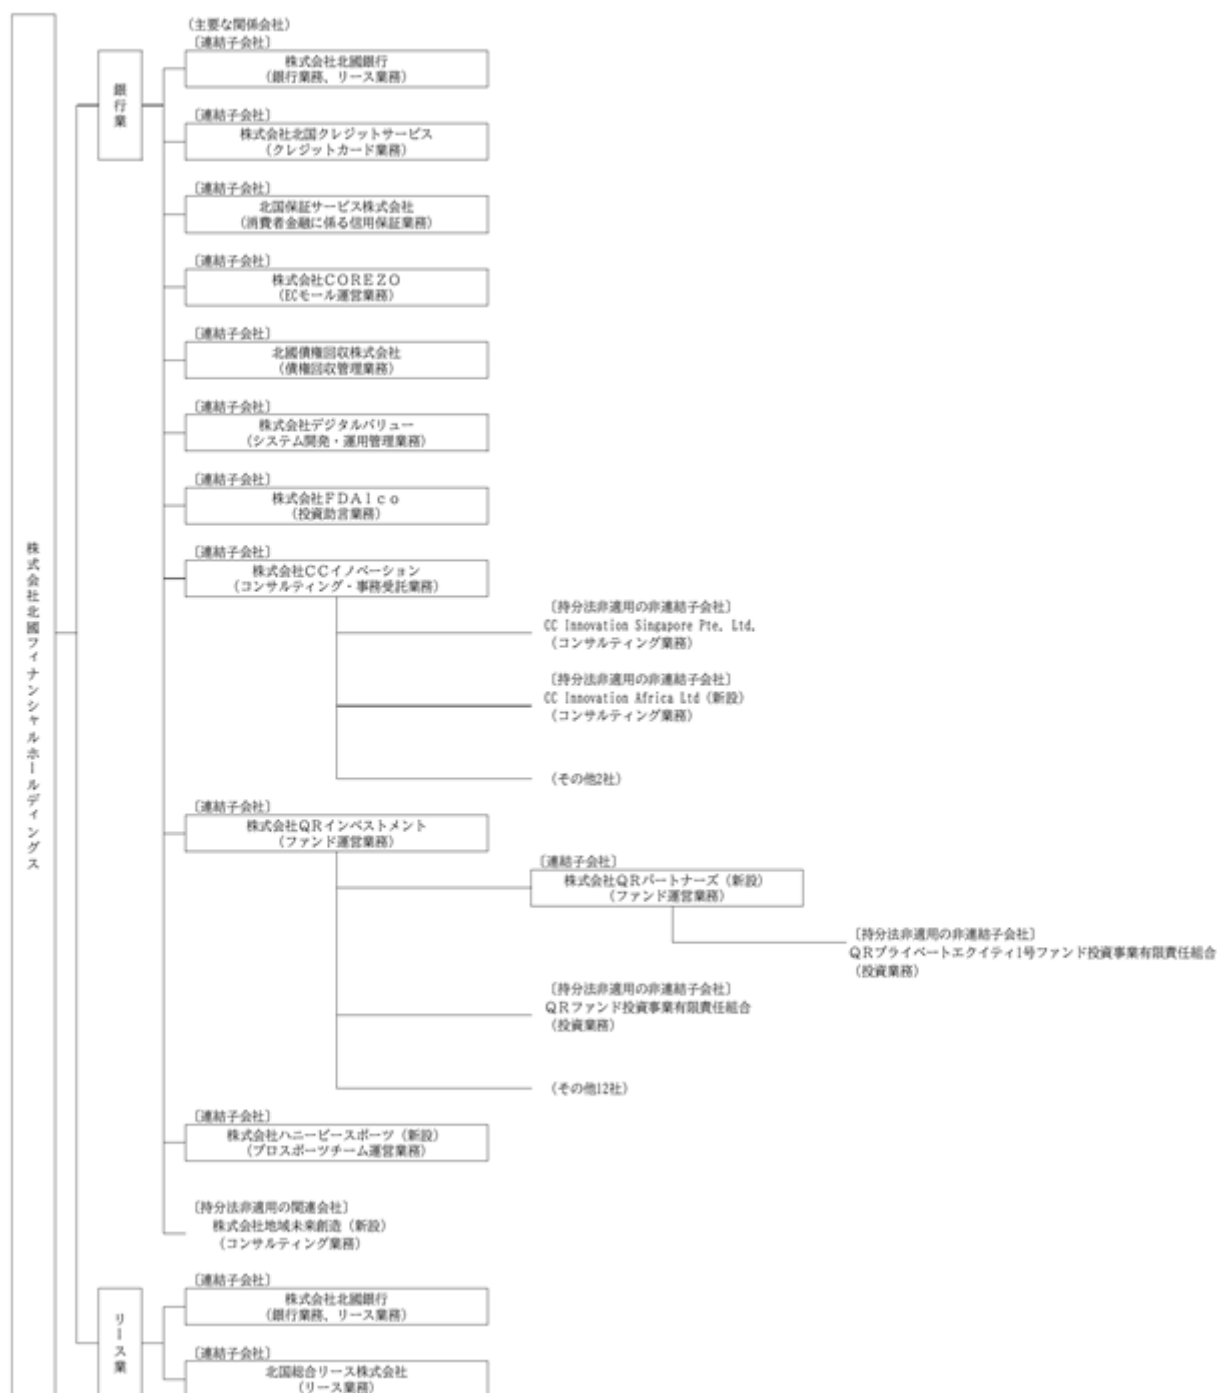 株式会社北國フィナンシャルホールディングス
銀行業
（主要な関係会社）
〔連結子会社〕
株式会社北國銀行
（銀行業務、リース業務）
〔連結子会社〕
株式会社北国クレジットサービス
（クレジットカード業務）
〔連結子会社〕
北国保証サービス株式会社
（消費者金融に係る信用保証業務）
〔連結子会社〕
株式会社ＣＯＲＥＺＯ
（ECモール運営業務）
〔連結子会社〕
北國債権回収株式会社
（債権回収管理業務）
〔連結子会社〕
株式会社デジタルバリュー
（システム開発・運用管理業務）
〔連結子会社〕
株式会社ＦＤＡｌｃｏ
（投資助言業務）
〔連結子会社〕
株式会社ＣＣイノベーション
（コンサルティング・事務受託業務）
〔持分法非適用の非連結子会社〕
CC Innovation Singapore Pte. Ltd.
（コンサルティング業務）
〔持分法非適用の非連結子会社〕
CC Innovation Africa Ltd（新設）
（コンサルティング業務）
（その他2社）
〔連結子会社〕
株式会社ＱＲインベストメント
（ファンド運営業務）
〔連結子会社〕
株式会社ＱＲパートナーズ（新設）
（ファンド運営業務）
〔持分法非適用の非連結子会社〕
ＱＲプライベートエクイティ1号ファンド投資事業有限責任組合
（投資業務）
〔持分法非適用の非連結子会社〕
ＱＲファンド投資事業有限責任組合
（投資業務）
（その他12社）
〔連結子会社〕
株式会社ハニービースポーツ（新設）
（プロスポーツチーム運営業務）
〔持分法非適用の関連会社〕
株式会社地域未来創造（新設）
（コンサルティング業務）
リース業
〔連結子会社〕
株式会社北國銀行
（銀行業務、リース業務）
〔連結子会社〕
北国総合リース株式会社
（リース業務）